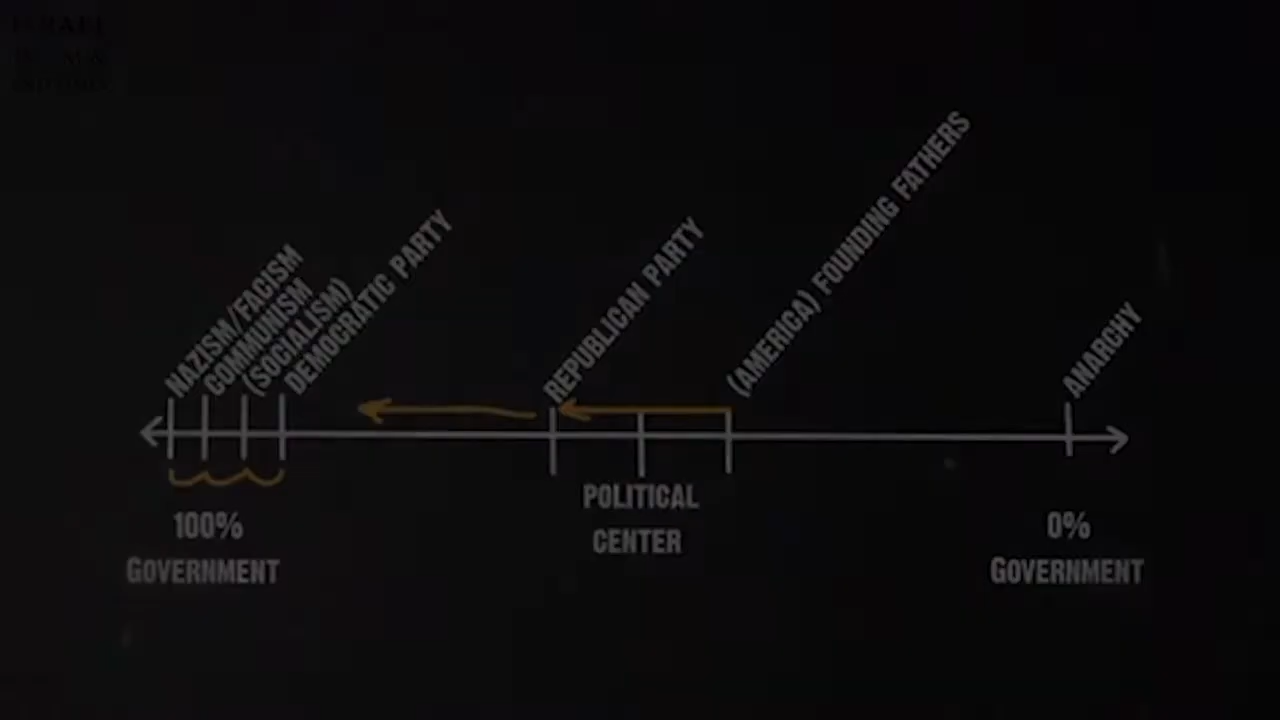 NAZISM/FACISM
COMMUNISM
(SOCIALISM)
DEMOCRATIC PARTY
REPUBLICAN PARTY
(AMERICA) FOUNDING FATHERS
ANARCHY
POLITICAL
CENTER
100%
GOVERNMENT
0%
GOVERNMENT